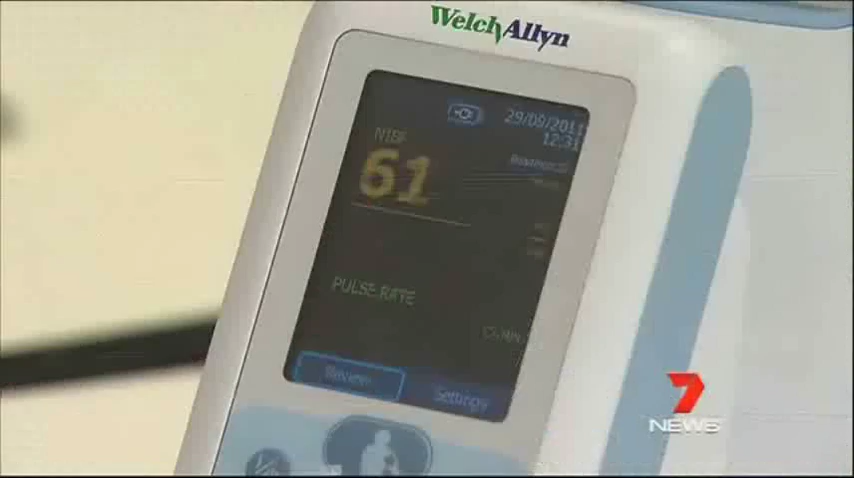 WelchAllyn
29/09/2011
12:31
NIBP
61
PULSE RATE
Review
Settings
7
NEWS